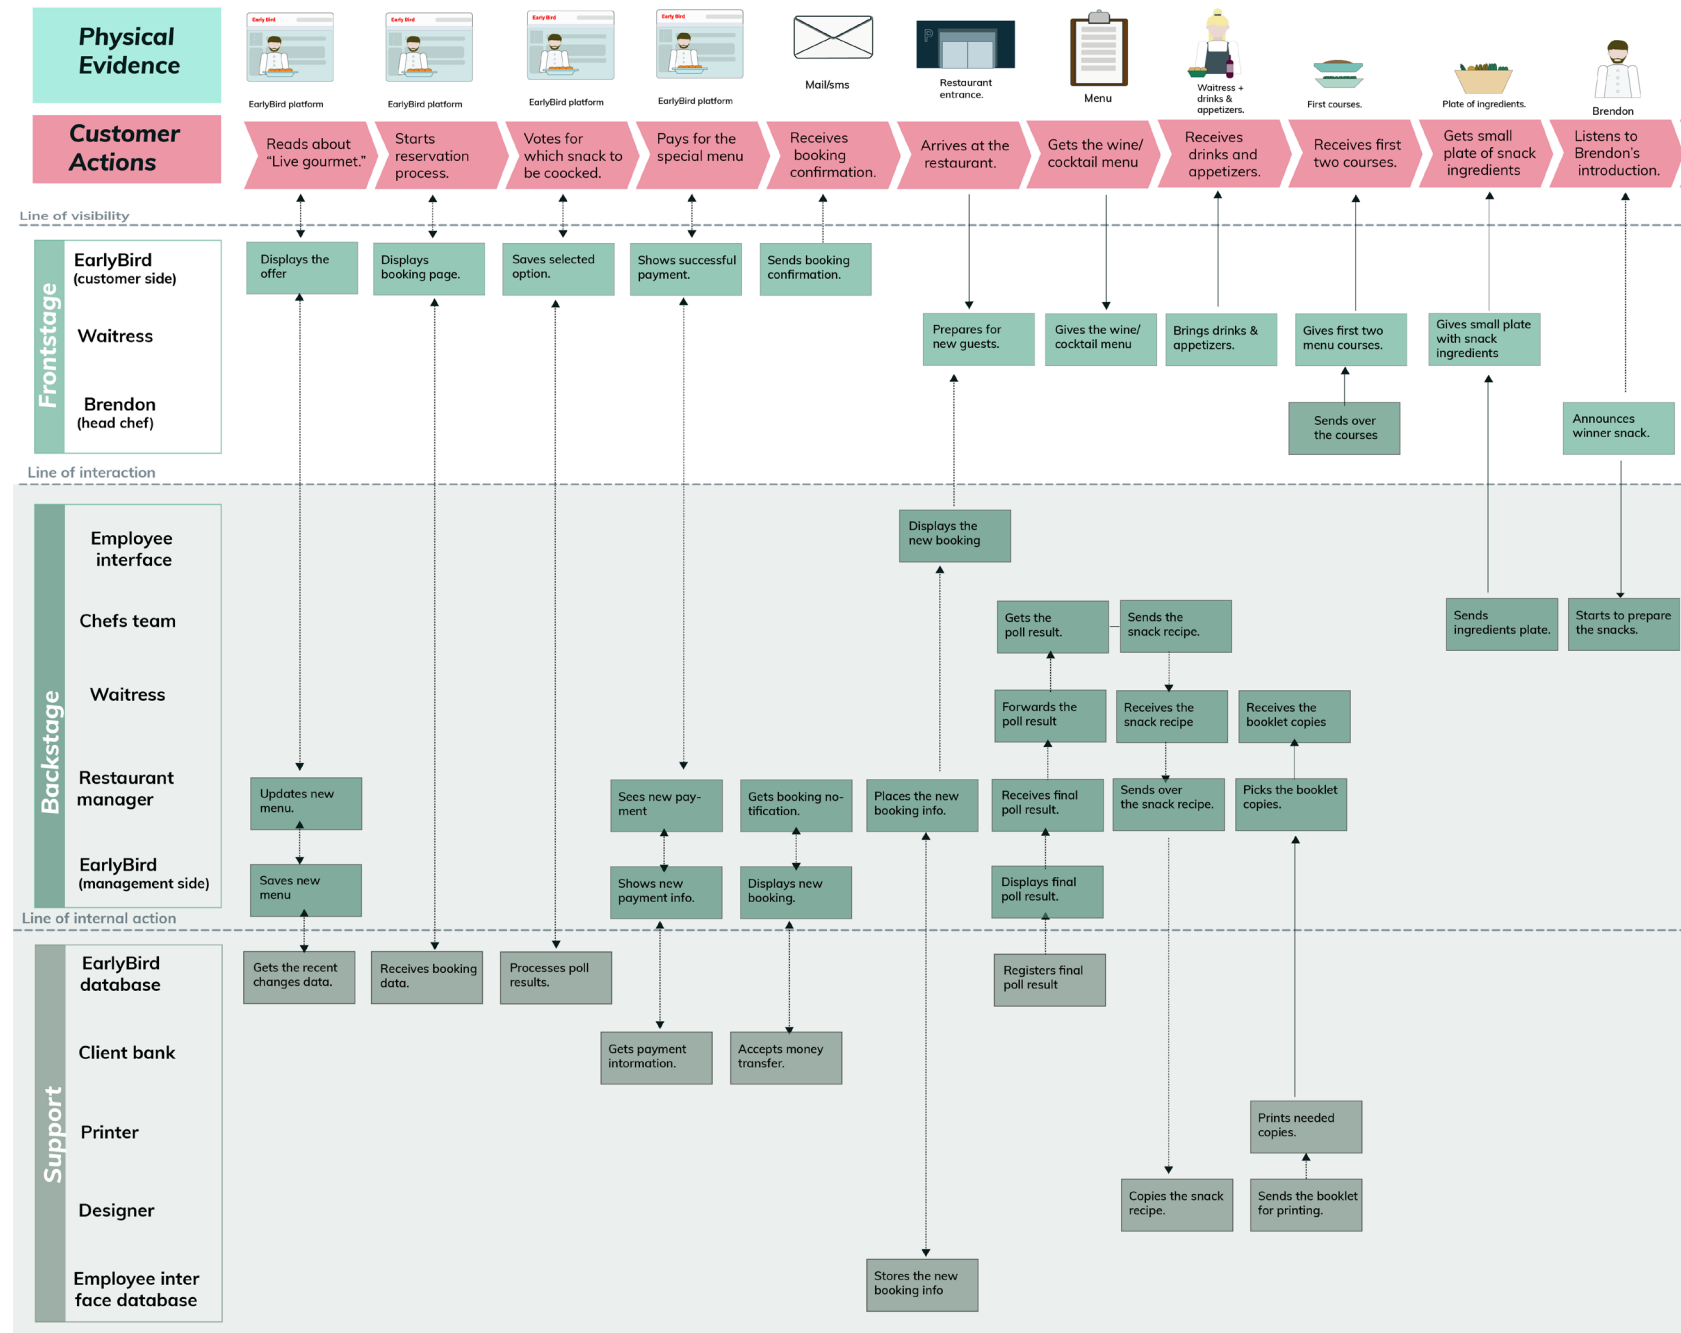 Physical
Evidence
Early Bird
EarlyBird platform
Early Bird
EarlyBird platform
Early Bird
EarlyBird platform
Early Bird
EarlyBird platform
Mail/sms
P
Restaurant
entrance.
Menu
Waitress +
drinks &
appetizers.
First courses.
Plate of ingredients.
Brendon
Customer
Actions
Reads about
“Live gourmet.”
Starts
reservation
process.
Votes for
which snack to
be coocked.
Pays for the
special menu
Receives
booking
confirmation.
Arrives at the
restaurant.
Gets the wine/
cocktail menu
Receives
drinks and
appetizers.
Receives first
two courses.
Gets small
plate of snack
ingredients
Listens to
Brendon’s
introduction.
Line of visibility
Frontstage
EarlyBird
(customer side)
Displays the
offer
Displays
booking page.
Saves selected
option.
Shows successful
payment.
Sends booking
confirmation.
Waitress
Prepares for
new guests.
Gives the wine/
cocktail menu
Brings drinks &
appetizers.
Gives first two
menu courses.
Gives small plate
with snack
ingredients
Brendon
(head chef)
Sends over
the courses
Announces
winner snack.
Line of interaction
Backstage
Employee
interface
Displays the
new booking
Chefs team
Gets the
poll result.
Sends the
snack recipe.
Sends
ingredients plate.
Starts to prepare
the snacks.
Waitress
Forwards the
poll result
Receives the
snack recipe
Receives the
booklet copies
Restaurant
manager
Updates new
menu.
Sees new pay-
ment
Gets booking no-
tification.
Places the new
booking info.
Receives final
poll result.
Sends over
the snack recipe.
Picks the booklet
copies.
EarlyBird
(management side)
Saves new
menu
Shows new
payment info.
Displays new
booking.
Displays final
poll result.
Line of internal action
Support
EarlyBird
database
Gets the recent
changes data.
Receives booking
data.
Processes poll
results.
Registers final
poll result
Client bank
Gets payment
intormation.
Accepts money
transfer.
Printer
Prints needed
copies.
Designer
Copies the snack
recipe.
Sends the booklet
for printing.
Employee inter
face database
Stores the new
booking info